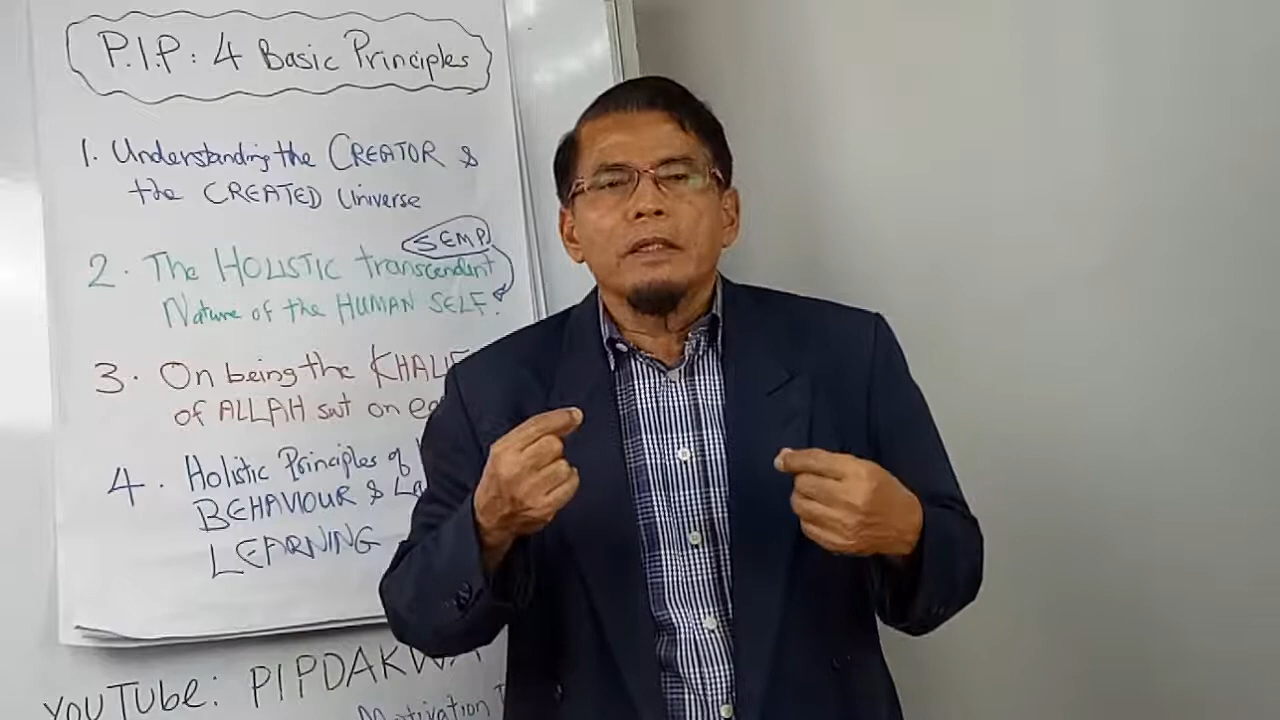 P.I.P: 4 Basic Principles
1. Understanding the CREATOR &
the CREATED Universe
SEMP
2. The HOLISTIC transcendent
Nature of the HUMAN SELF.
3. On being the
of ALLAH swt on
4. Holistic Principles of
BEHAVIOUR &
LEARNING
YOUTube: PIPDAKWA
Motivation